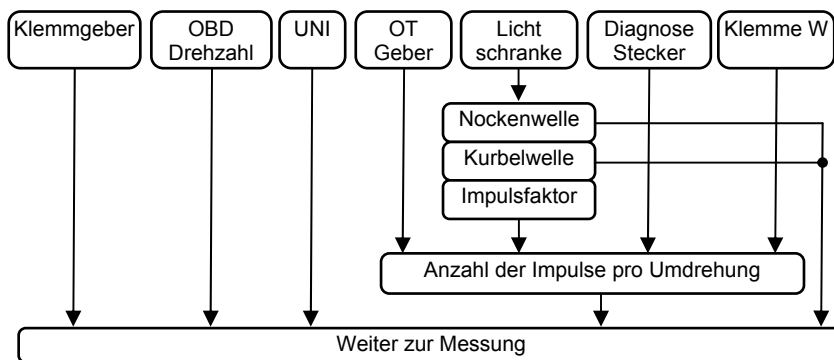 Klemmgeber
OBD
Drehzahl
UNI
OT
Geber
Licht
schranke
Diagnose
Stecker
Klemme W
Nockenwelle
Kurbelwelle
Impulsfaktor
Anzahl der Impulse pro Umdrehung
Weiter zur Messung